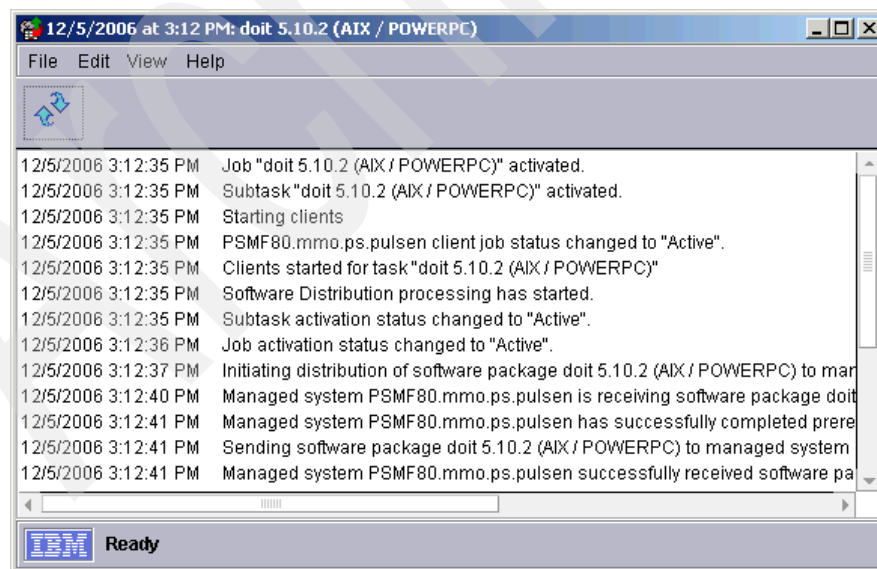 12/5/2006 at 3:12 PM: doit 5.10.2 (AIX / POWERPC)
File Edit View Help
12/5/2006 3:12:35 PM Job "doit 5.10.2 (AIX / POWERPC)" activated.
12/5/2006 3:12:35 PM Subtask "doit 5.10.2 (AIX / POWERPC)" activated.
12/5/2006 3:12:35 PM Starting clients
12/5/2006 3:12:35 PM PSMF80.mmo.ps.pulsen client job status changed to "Active".
12/5/2006 3:12:35 PM Clients started for task "doit 5.10.2 (AIX / POWERPC)"
12/5/2006 3:12:35 PM Software Distribution processing has started.
12/5/2006 3:12:35 PM Subtask activation status changed to "Active".
12/5/2006 3:12:36 PM Job activation status changed to "Active".
12/5/2006 3:12:37 PM Initiating distribution of software package doit 5.10.2 (AIX / POWERPC) to mar
12/5/2006 3:12:40 PM Managed system PSMF80.mmo.ps.pulsen is receiving software package doit
12/5/2006 3:12:41 PM Managed system PSMF80.mmo.ps.pulsen has successfully completed prere
12/5/2006 3:12:41 PM Sending software package doit 5.10.2 (AIX / POWERPC) to managed system
12/5/2006 3:12:41 PM Managed system PSMF80.mmo.ps.pulsen successfully received software pa
IBM Ready